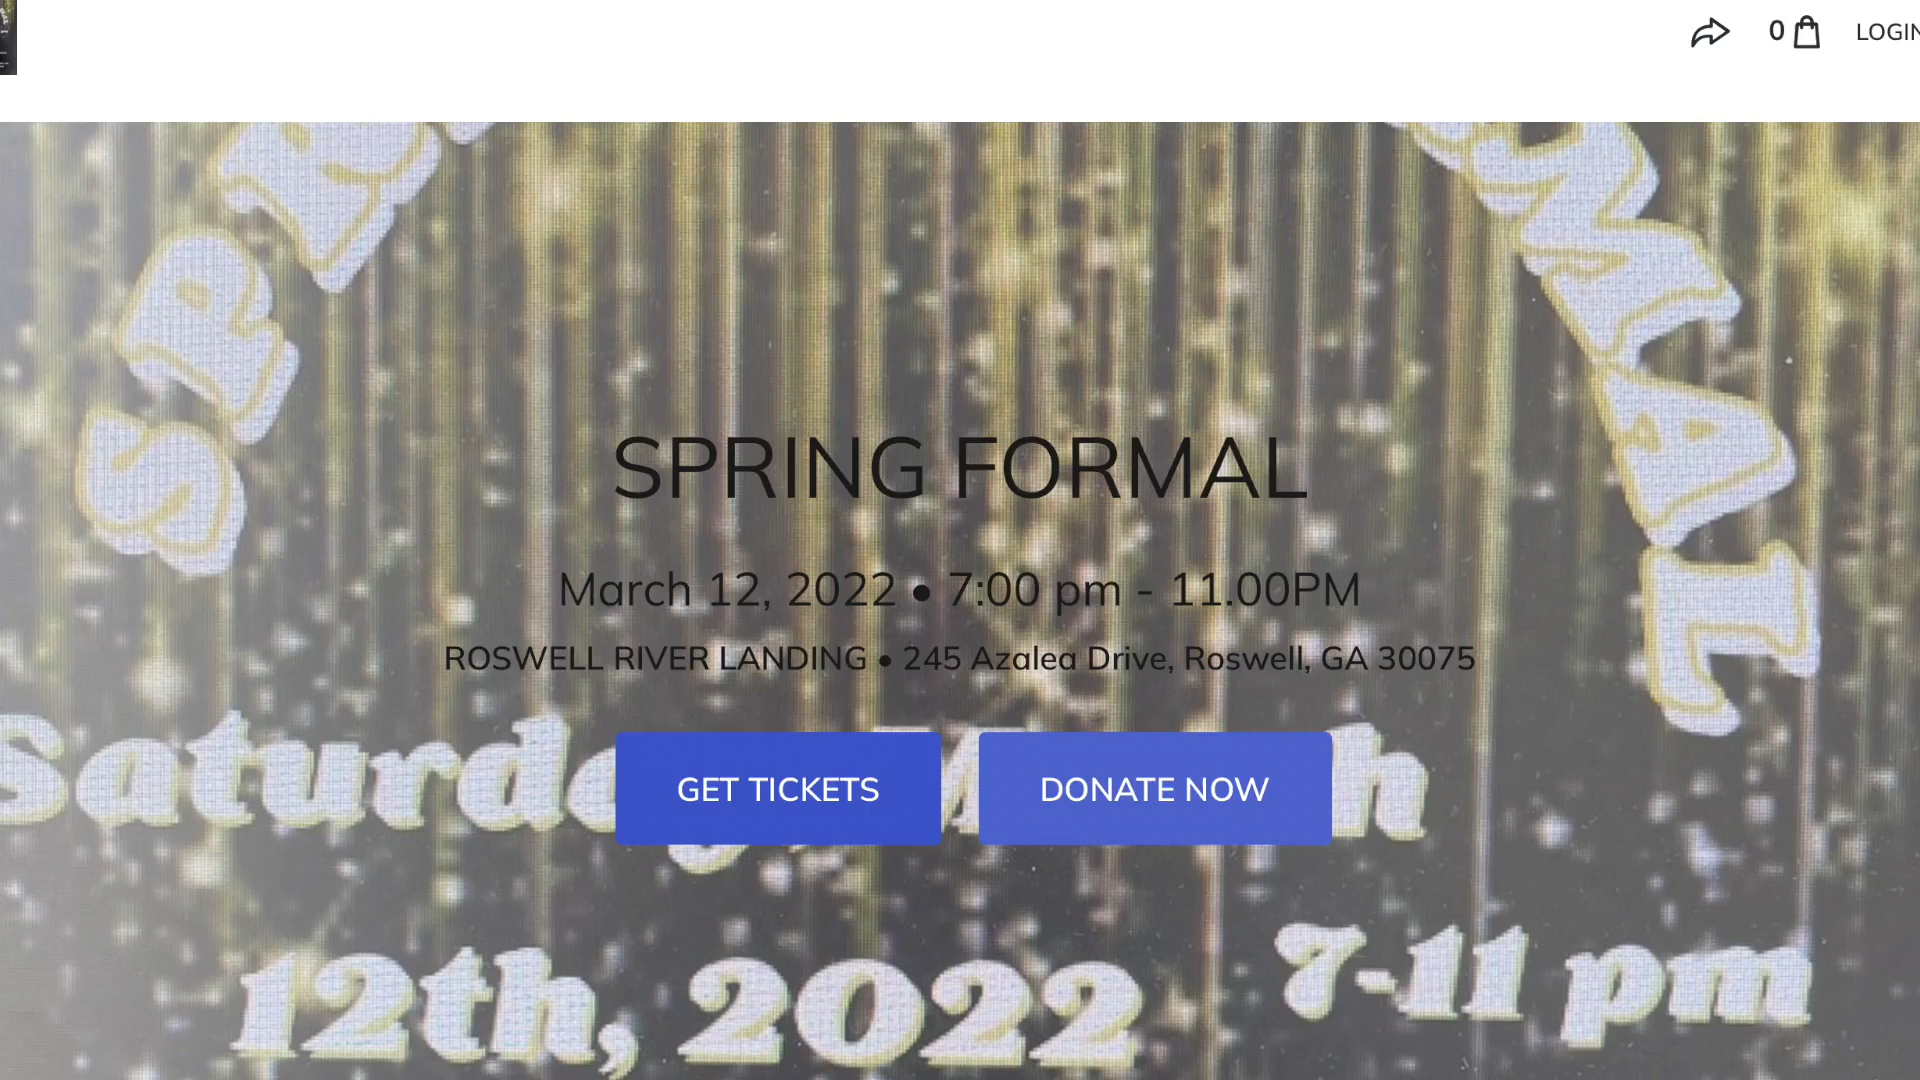 0
LOGIN
SPRING FORMAL
March 12, 2022 • 7:00 pm - 11.00PM
ROSWELL RIVER LANDING • 245 Azalea Drive, Roswell, GA 30075
GET TICKETS
DONATE NOW
12th, 2022
7-11 pm